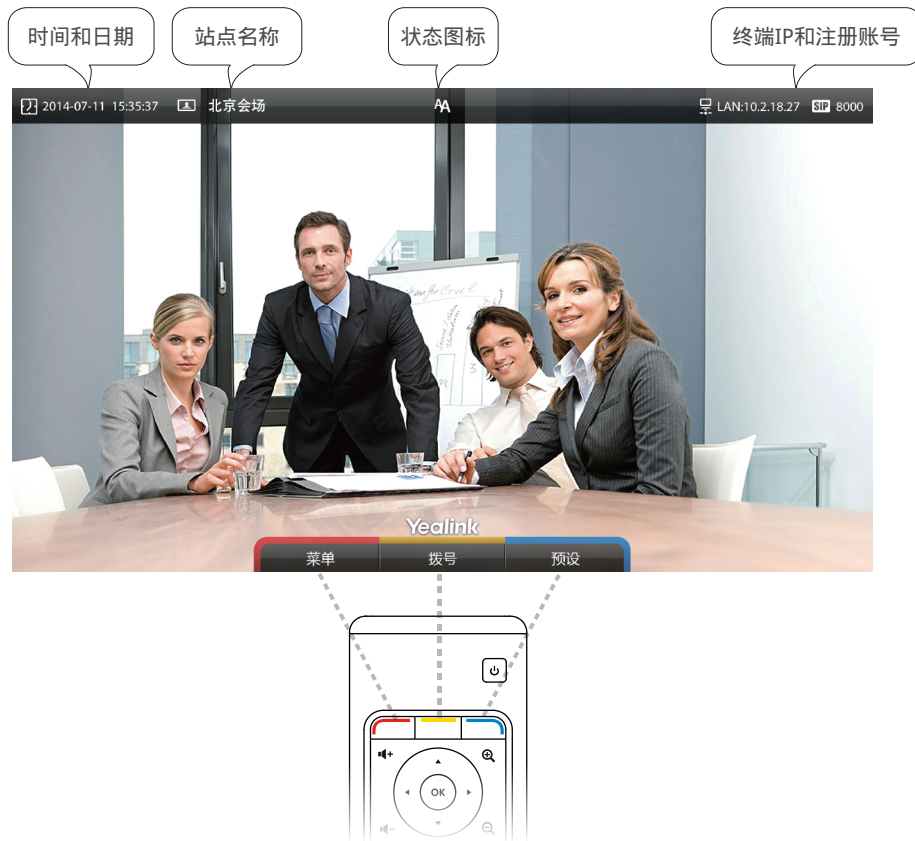 时间和日期
站点名称
状态图标
终端IP和注册账号
2014-07-11 15:35:37
北京会场
AA
LAN:10.2.18.27
SIP 8000
Yealink
菜单
拨号
预设
+
OK
-